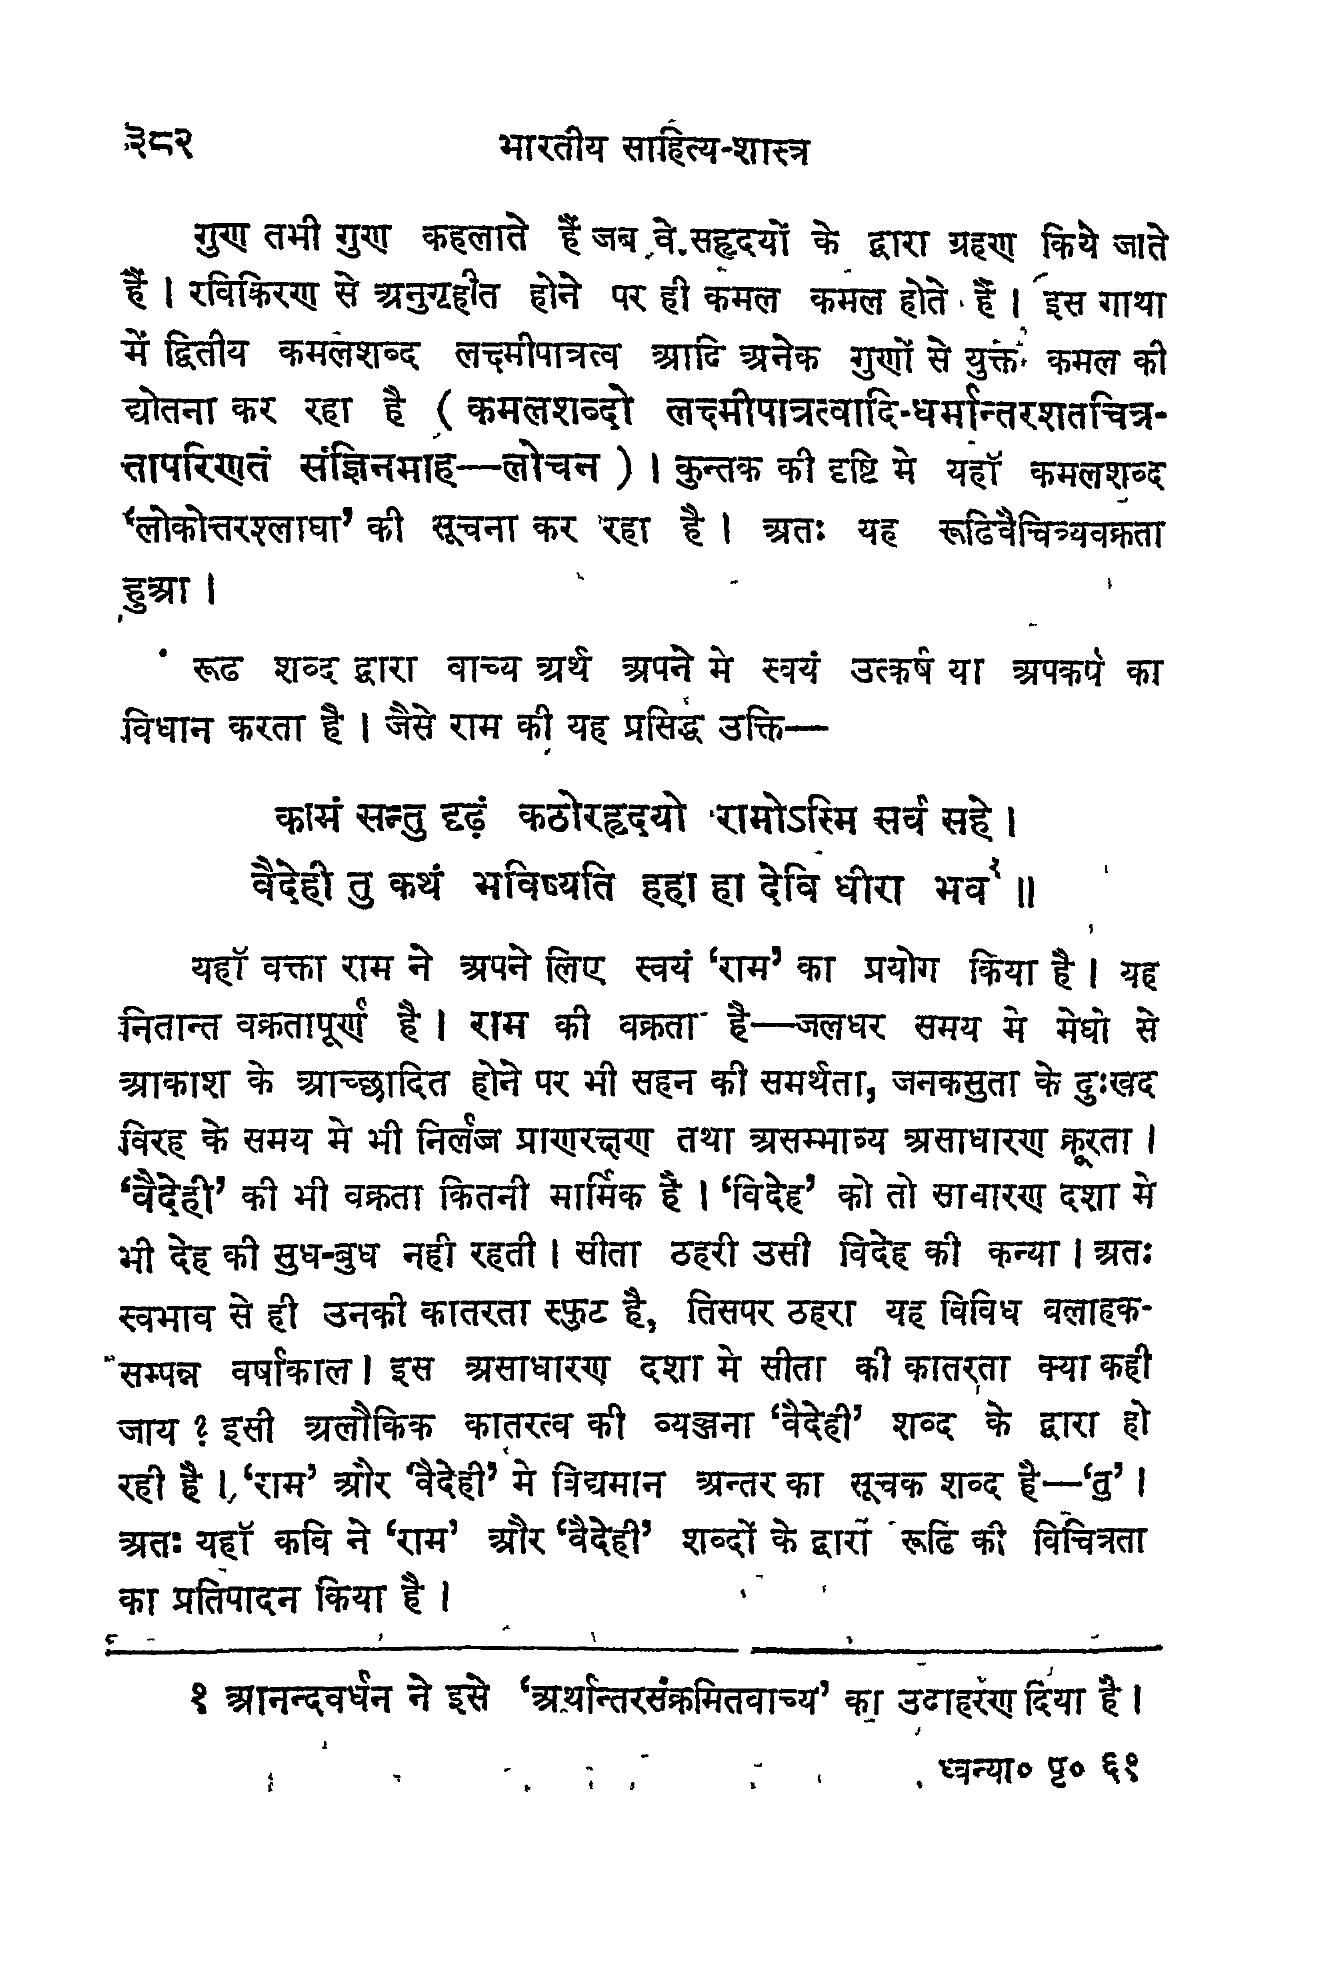 ३८२ भारतीय साहित्य-शास्त्र
गुण तभी गुण कहलाते हैं जब वे सहृदयों के द्वारा ग्रहण किये जाते
हैं । रविकिरण से अनुगृहीत होने पर ही कमल कमल होते हैं । इस गाथा
में द्वितीय कमलशब्द लक्ष्मीपात्रत्व आदि अनेक गुणों से युक्त कमल की
द्योतना कर रहा है ( कमलशब्दो लक्ष्मीपात्रत्वादि-धर्मान्तरशतचित्र-
तापरिणतं संज्ञिनमाह—लोचन ) । कुन्तक की दृष्टि मे यहाँ कमलशब्द
‘लोकोत्तरश्लाघा’ की सूचना कर रहा है । अतः यह रूढिवैचित्र्यवक्रता
हुआ ।
रूढ शब्द द्वारा वाच्य अर्थ अपने मे स्वयं उत्कर्ष या अपकर्ष का
विधान करता है । जैसे राम की यह प्रसिद्ध उक्ति—
कामं सन्तु दृढ़ं कठोरहृदयो रामोऽस्मि सर्वं सहे ।
वैदेही तु कथं भविष्यति हहा हा देवि धीरा भव१ ॥
यहाँ वक्ता राम ने अपने लिए स्वयं ‘राम’ का प्रयोग किया है । यह
नितान्त वक्रतापूर्ण है । राम की वक्रता है—जलधर समय मे मेघो से
आकाश के आच्छादित होने पर भी सहन की समर्थता, जनकसुता के दुःखद
विरह के समय मे भी निर्लज्ज प्राणरक्षण तथा असम्भाव्य असाधारण क्रूरता ।
‘वैदेही’ की भी वक्रता कितनी मार्मिक है । ‘विदेह’ को तो साधारण दशा मे
भी देह की सुध-बुध नही रहती । सीता ठहरी उसी विदेह की कन्या । अतः
स्वभाव से ही उनकी कातरता स्फुट है, तिसपर ठहरा यह विविध वलाहक-
सम्पन्न वर्षाकाल । इस असाधारण दशा मे सीता की कातरता क्या कही
जाय ? इसी अलौकिक कातरत्व की व्यञ्जना ‘वैदेही’ शब्द के द्वारा हो
रही है । ‘राम’ और ‘वैदेही’ मे विद्यमान अन्तर का सूचक शब्द है—‘तु’ ।
अतः यहाँ कवि ने ‘राम’ और ‘वैदेही’ शब्दों के द्वारा रूढि की विचित्रता
का प्रतिपादन किया है ।
१ आनन्दवर्धन ने इसे ‘अर्थान्तरसंक्रमितवाच्य’ का उदाहरण दिया है ।
ध्वन्या० पृ० ६१